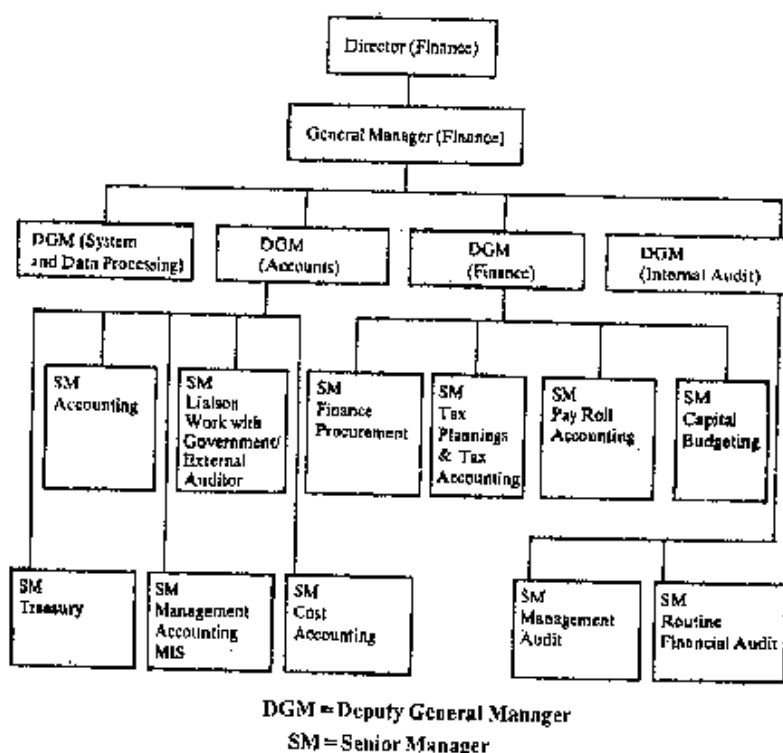 Director (Finance)
General Manager (Finance)
DGM (System
and Data Processing)
DGM
(Accounts)
DGM
(Finance)
DGM
(Internal Audit)
SM
Accounting
SM
Liaison
Work with
Government/
External
Auditor
SM
Finance
Procurement
SM
Tax
Plannings
& Tax
Accounting
SM
Pay Roll
Accounting
SM
Capital
Budgeting
SM
Treasury
SM
Management
Accounting
MIS
SM
Cost
Accounting
SM
Management
Audit
SM
Routine
Financial Audit
DGM = Deputy General Manager
SM = Senior Manager